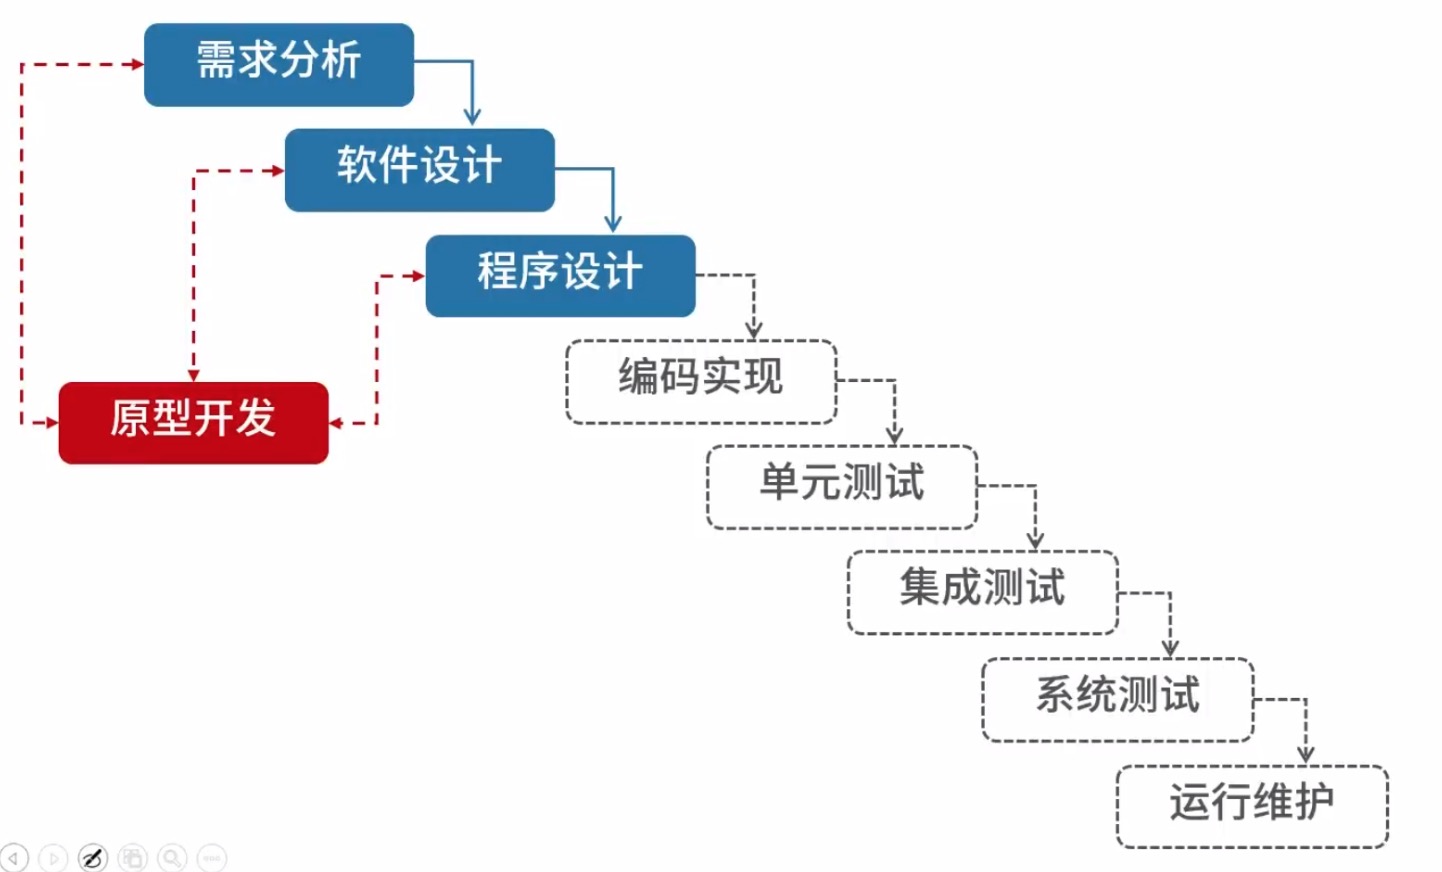 需求分析
软件设计
程序设计
编码实现
原型开发
单元测试
集成测试
系统测试
运行维护